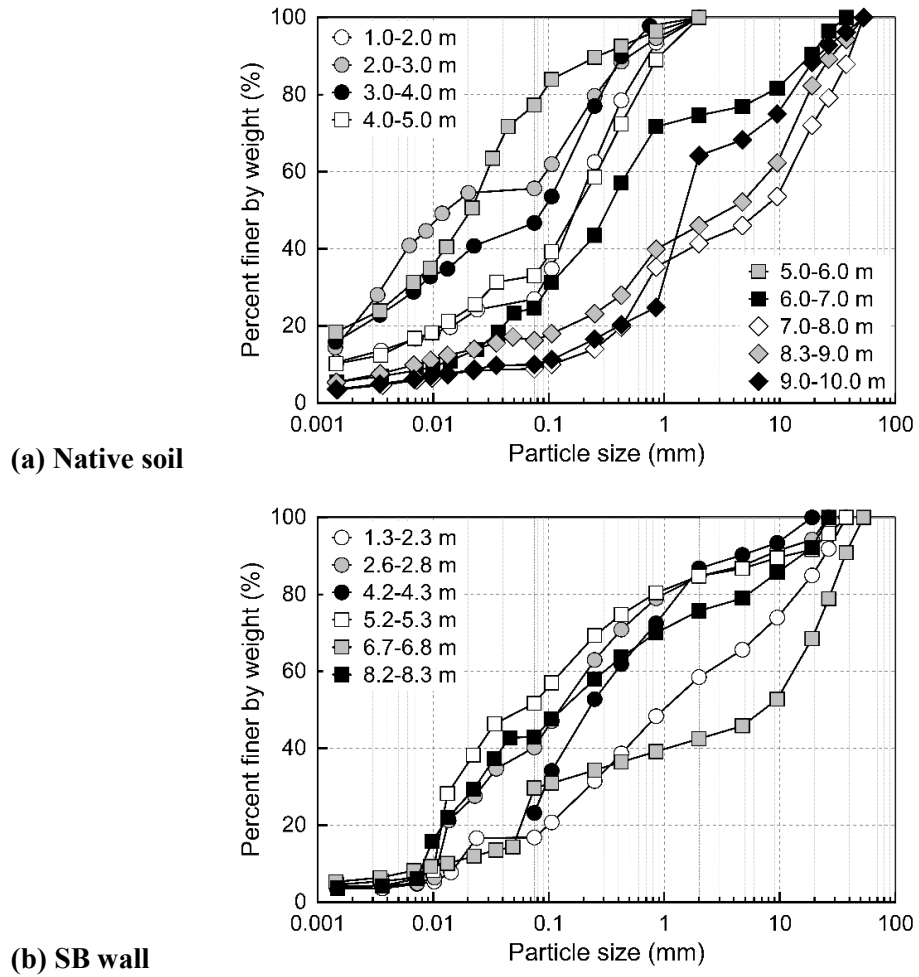 100
80
60
40
20
0
Percent finer by weight (%)
1.0-2.0 m
2.0-3.0 m
3.0-4.0 m
4.0-5.0 m
5.0-6.0 m
6.0-7.0 m
7.0-8.0 m
8.3-9.0 m
9.0-10.0 m
0.001 0.01 0.1 1 10 100
Particle size (mm)
(a) Native soil
100
80
60
40
20
0
Percent finer by weight (%)
1.3-2.3 m
2.6-2.8 m
4.2-4.3 m
5.2-5.3 m
6.7-6.8 m
8.2-8.3 m
0.001 0.01 0.1 1 10 100
Particle size (mm)
(b) SB wall